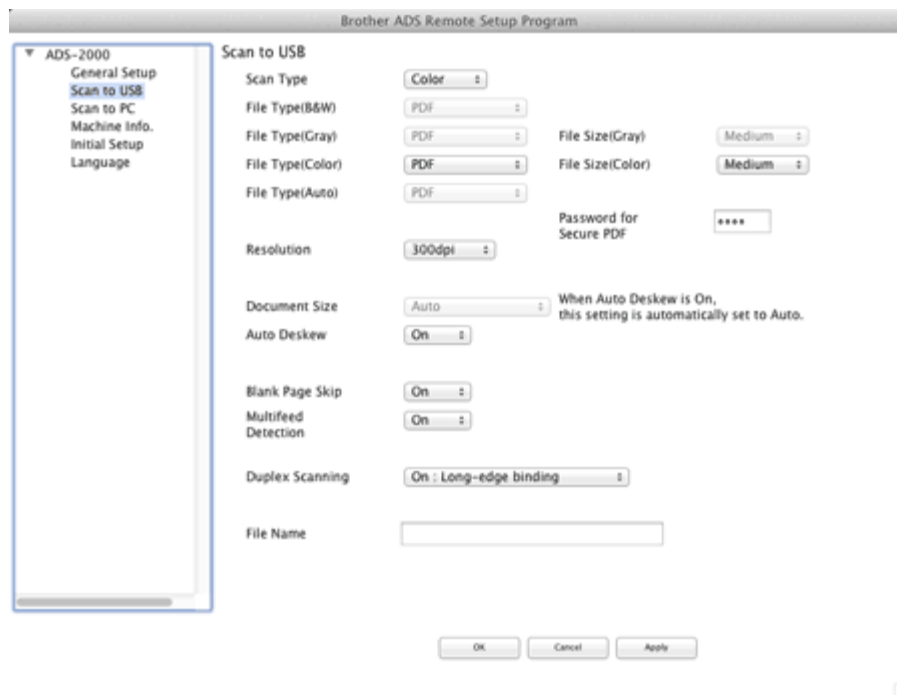 Brother ADS Remote Setup Program
ADS-2000
General Setup
Scan to USB
Scan to PC
Machine Info.
Initial Setup
Language
Scan to USB
Scan Type Color
File Type(B&W) PDF
File Type(Gray) PDF File Size(Gray) Medium
File Type(Color) PDF File Size(Color) Medium
File Type(Auto) PDF
Password for
Secure PDF ••••
Resolution 300dpi
Document Size Auto When Auto Deskew is On,
this setting is automatically set to Auto.
Auto Deskew On
Blank Page Skip On
Multifeed
Detection On
Duplex Scanning On : Long-edge binding
File Name
OK Cancel Apply